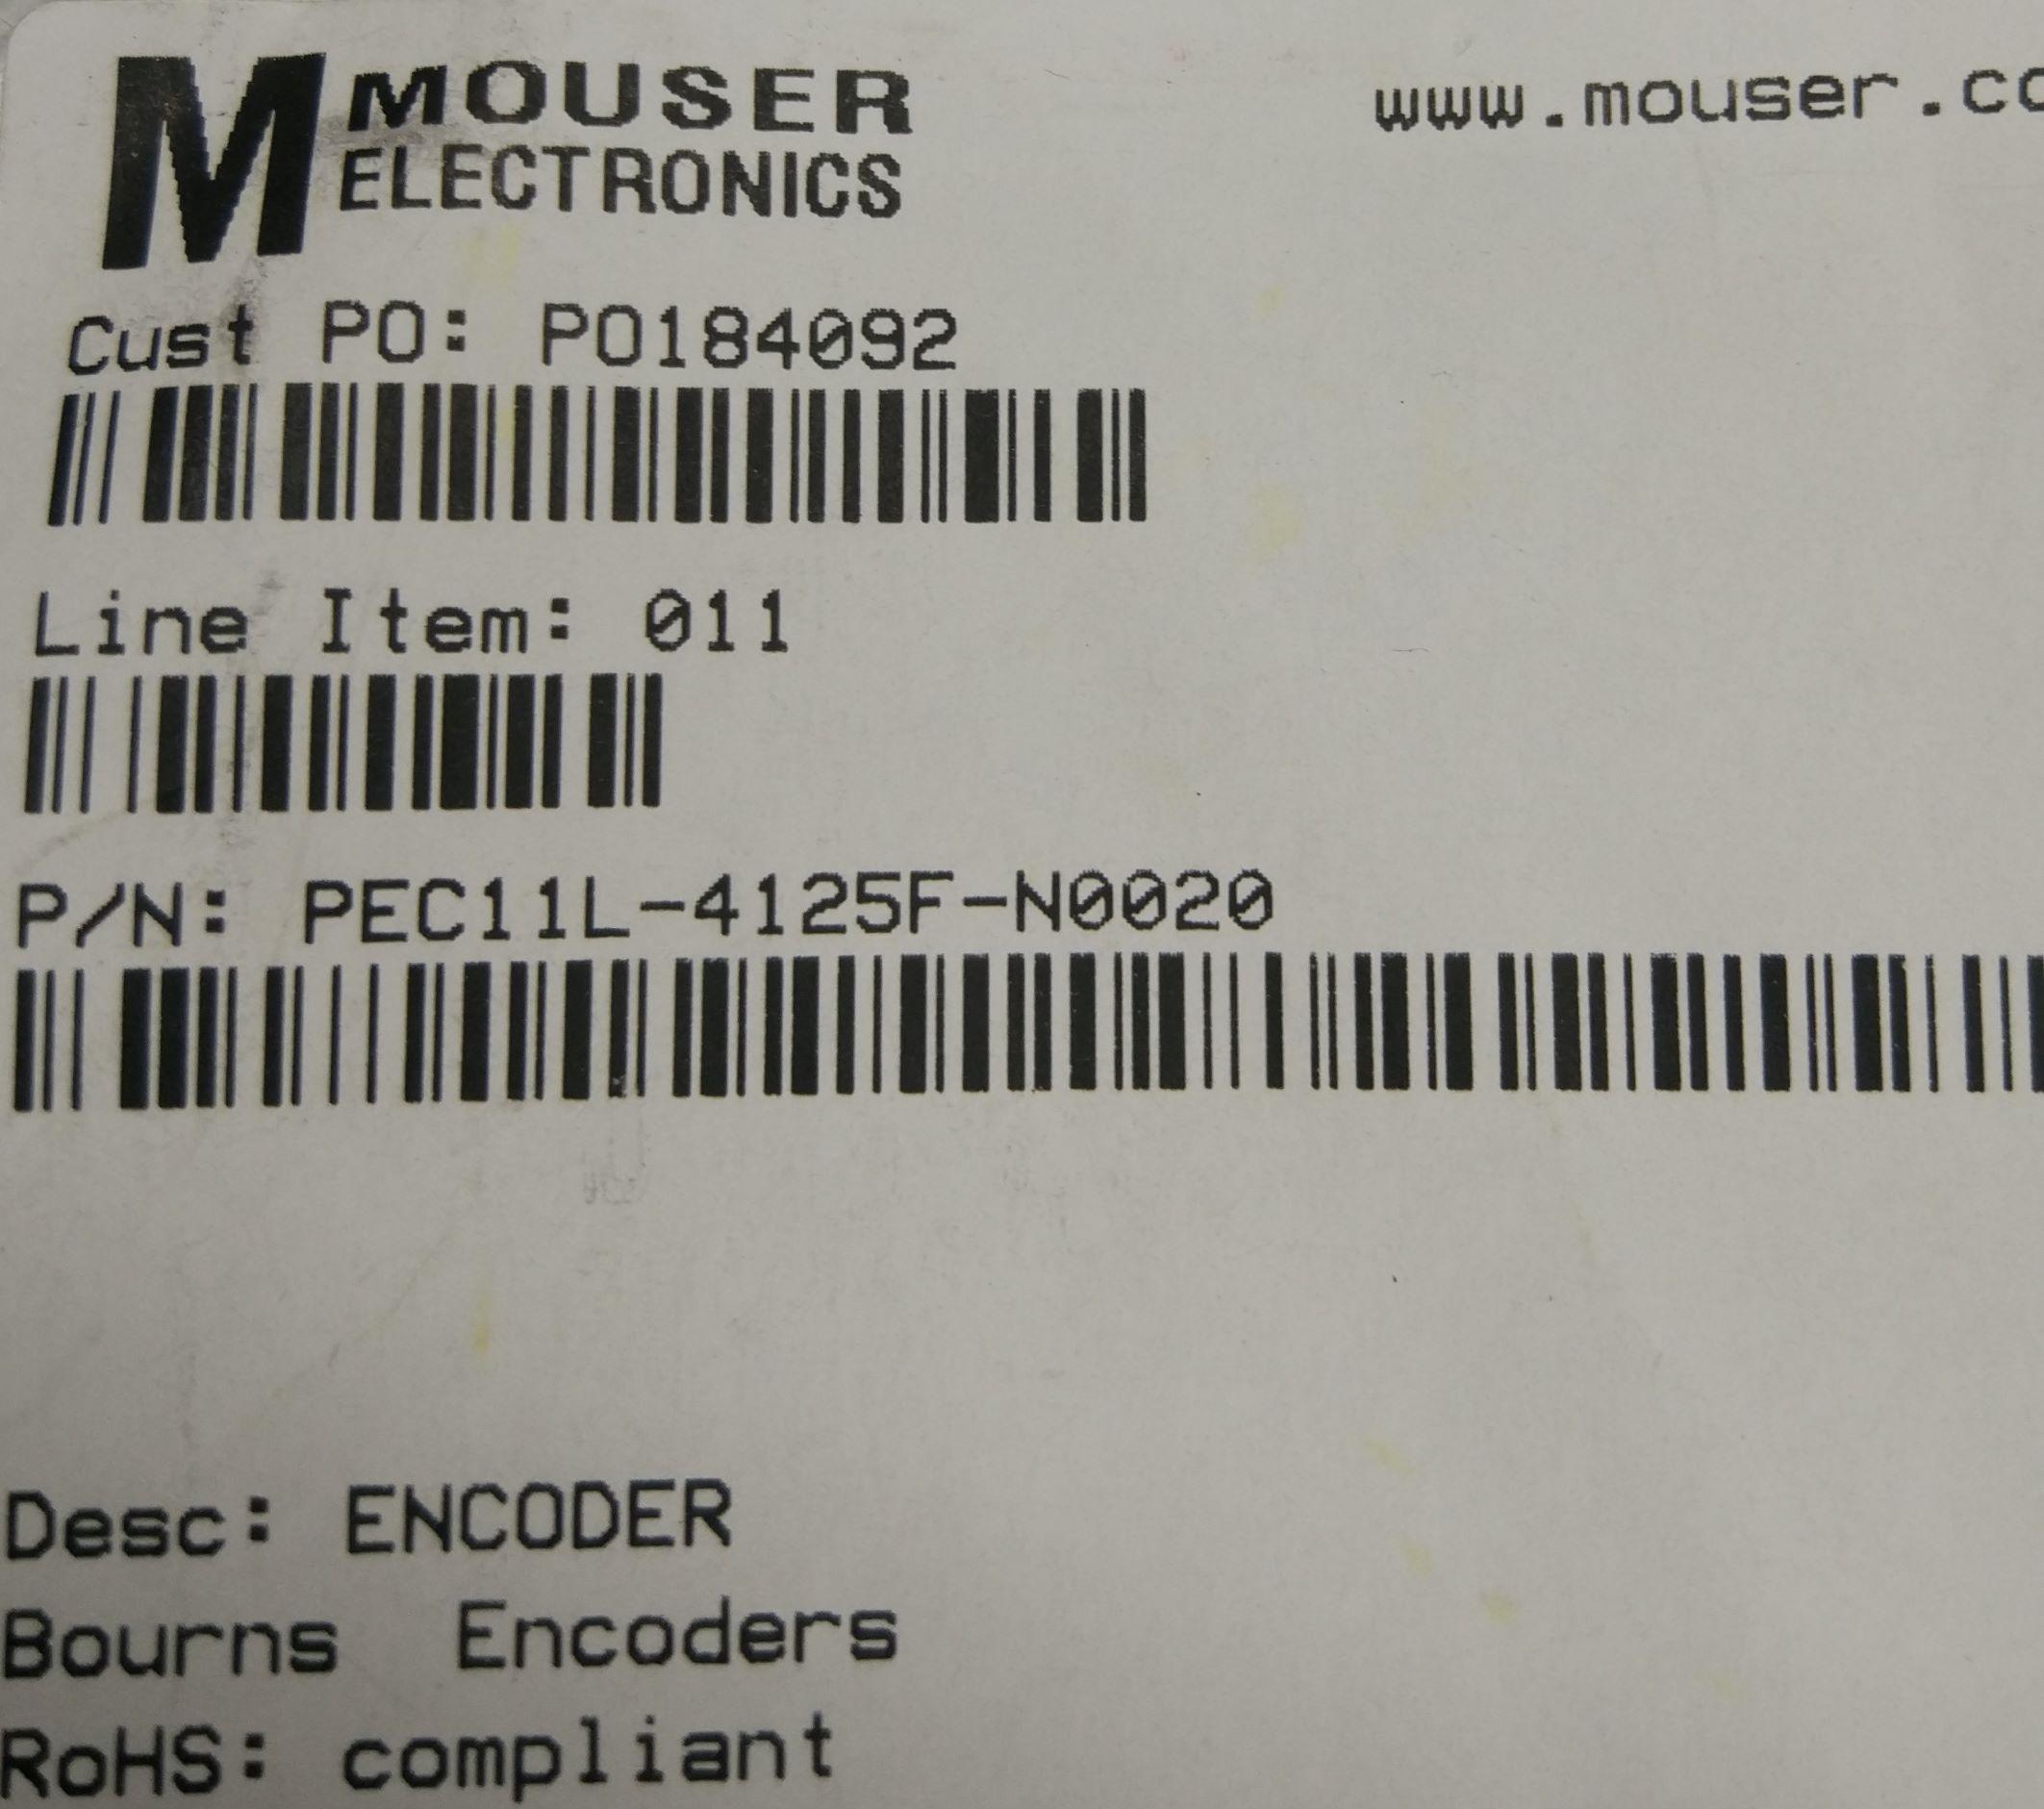 M MOUSER
ELECTRONICS
www.mouser.co
Cust PO: PO184092
Line Item: 011
P/N: PEC11L-4125F-N0020
Desc: ENCODER
Bourns Encoders
RoHS: compliant